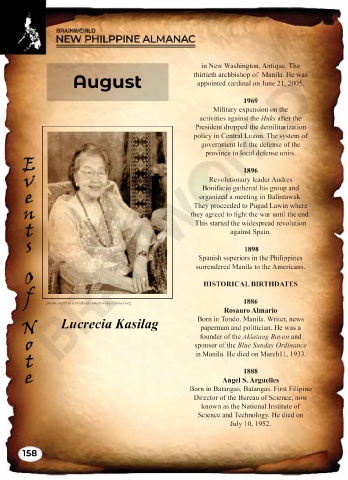 BRAINWORLD
NEW PHILPPINE ALMANAC
August
Events Of Note
Lucrecia Kasilag
in New Washington, Antique. The
thirtieth archbishop of Manila. He was
appointed cardinal on June 21, 2005.
1969
Military expansion on the
activities against the Huks after the
President dropped the demilitarization
policy in Central Luzon. The system of
government left the defense of the
province to local defense units.
1896
Revolutionary leader Andres
Bonifacio gathered his group and
organized a meeting in Balintawak
They proceeded to Pugad Lawin where
they agreed to fight the war until the end.
This started the widespread revolution
against Spain.
1898
Spanish superiors in the Philippines
surrendered Manila to the Americans.
HISTORICAL BIRTHDATES
1886
Rosauro Almario
Born in Tondo, Manila. Writer, news
paperman and politician. He was a
founder of the Aklatang Bayan and
sponsor of the Blue Sunday Ordinance
in Manila. He died on March11, 1933.
1888
Angel S. Arguelles
Born in Batangas, Batangas. First Filipino
Director of the Bureau of Science, now
known as the National Institute of
Science and Technology. He died on
July 10, 1952.
158